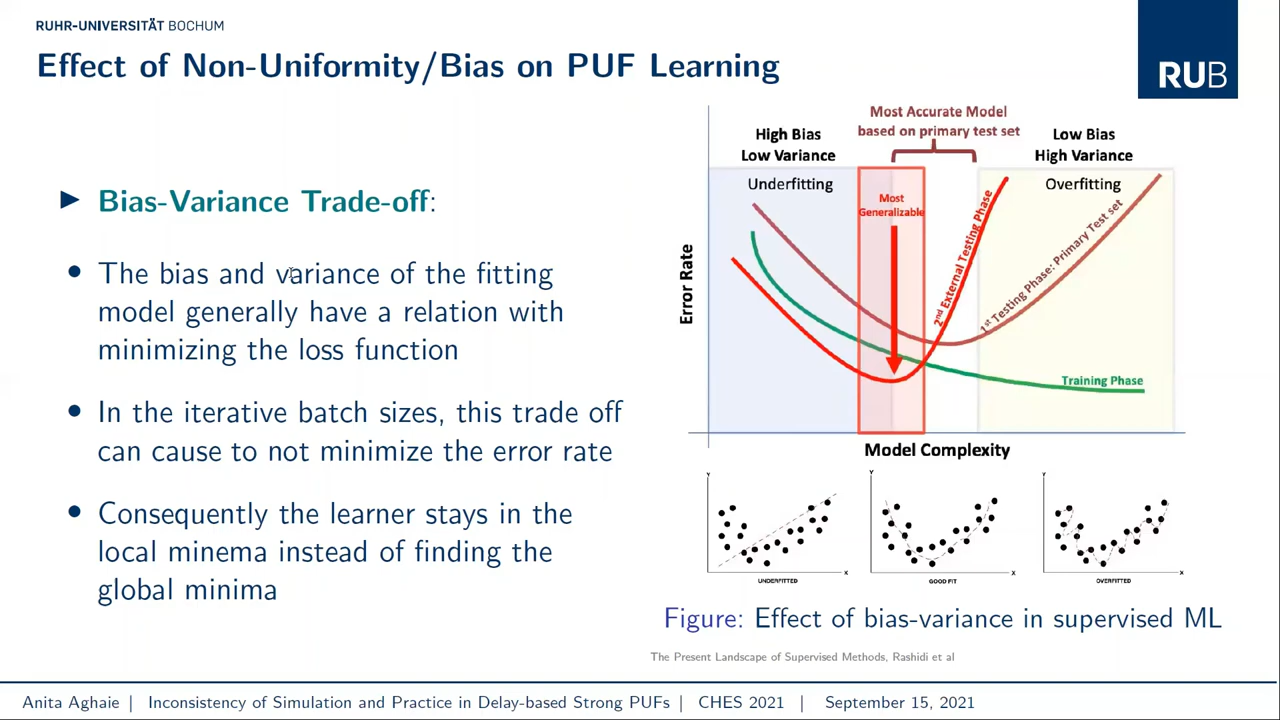 RUHR-UNIVERSITÄT BOCHUM
Effect of Non-Uniformity/Bias on PUF Learning
RUB
Bias-Variance Trade-off:
The bias and variance of the fitting
model generally have a relation with
minimizing the loss function
In the iterative batch sizes, this trade off
can cause to not minimize the error rate
Consequently the learner stays in the
local minema instead of finding the
global minima
Most Accurate Model
based on primary test set
High Bias
Low Variance
Low Bias
High Variance
Underfitting
Overfitting
Most
Generalizable
2nd External Testing Phase
1st Testing Phase: Primary Test set
Training Phase
Error Rate
Model Complexity
Y
X
UNDERFITTED
Y
X
GOOD FIT
Y
X
OVERFITTED
Figure: Effect of bias-variance in supervised ML
The Present Landscape of Supervised Methods, Rashidi et al
Anita Aghaie | Inconsistency of Simulation and Practice in Delay-based Strong PUFs | CHES 2021 | September 15, 2021